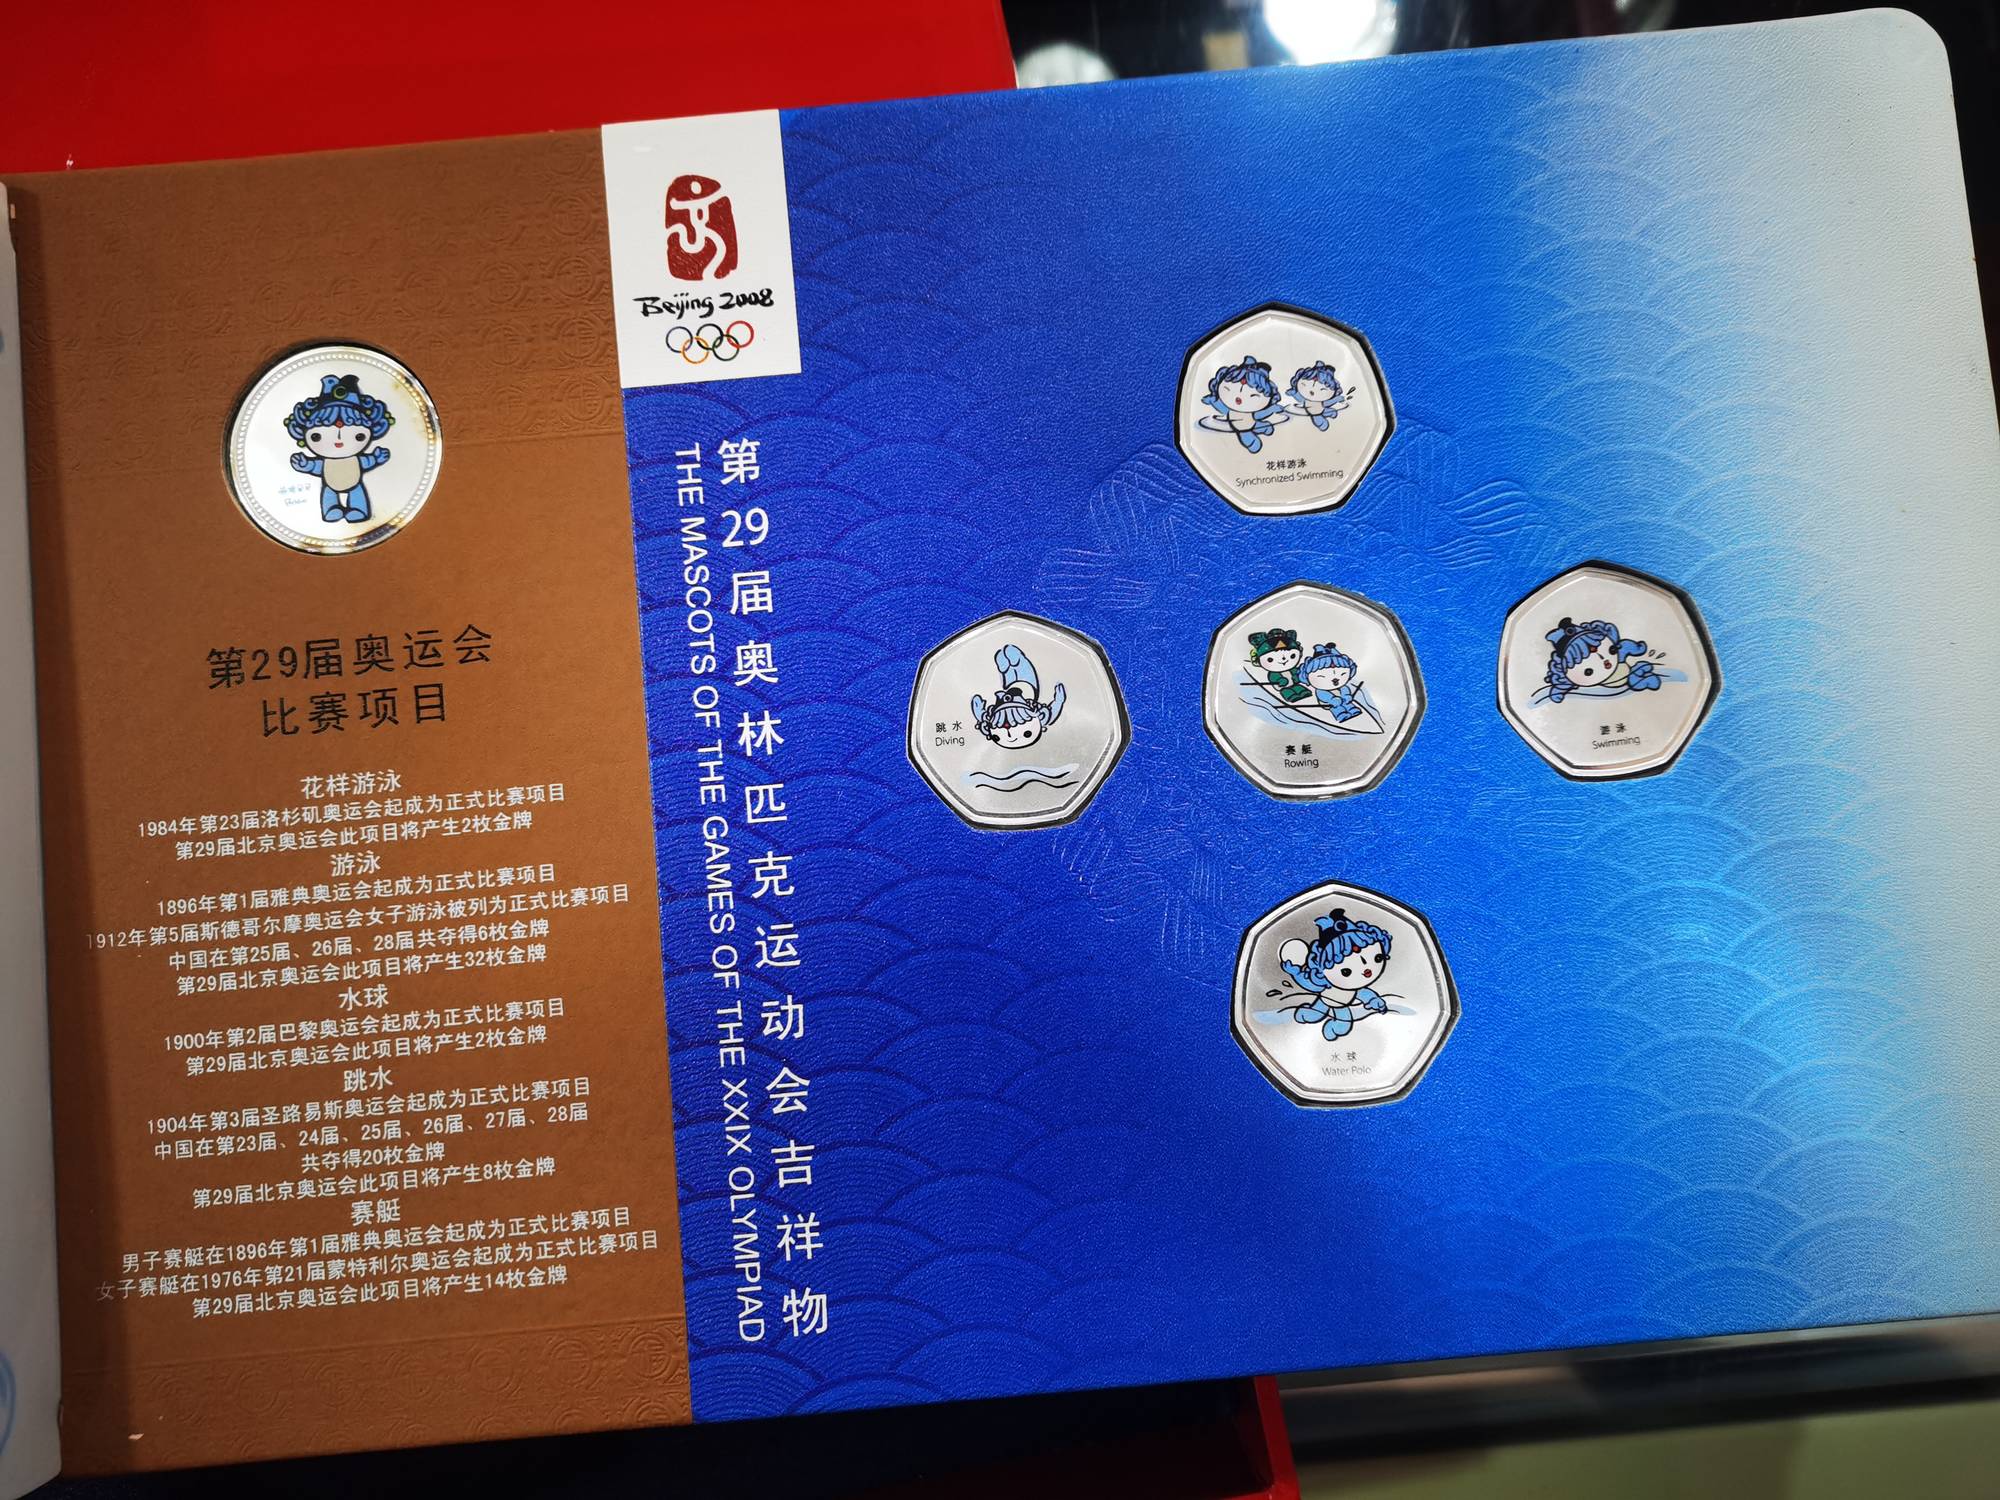 第29届奥运会
比赛项目
花样游泳
1984年第23届洛杉矶奥运会起成为正式比赛项目
第29届北京奥运会此项目将产生2枚金牌
游泳
1896年第1届雅典奥运会起成为正式比赛项目
1912年第5届斯德哥尔摩奥运会女子游泳被列为正式比赛项目
中国在第25届、26届、28届共夺得6枚金牌
第29届北京奥运会此项目将产生32枚金牌
水球
1900年第2届巴黎奥运会起成为正式比赛项目
第29届北京奥运会此项目将产生2枚金牌
跳水
1904年第3届圣路易斯奥运会起成为正式比赛项目
中国在第23届、24届、25届、26届、27届、28届
共夺得20枚金牌
第29届北京奥运会此项目将产生8枚金牌
赛艇
男子赛艇在1896年第1届雅典奥运会起成为正式比赛项目
女子赛艇在1976年第21届蒙特利尔奥运会起成为正式比赛项目
第29届北京奥运会此项目将产生14枚金牌
Beijing 2008
第29届奥林匹克运动会吉祥物
THE MASCOTS OF THE GAMES OF THE XXIX OLYMPIAD
花样游泳
Synchronized Swimming
跳水
Diving
赛艇
Rowing
游泳
Swimming
水球
Water Polo